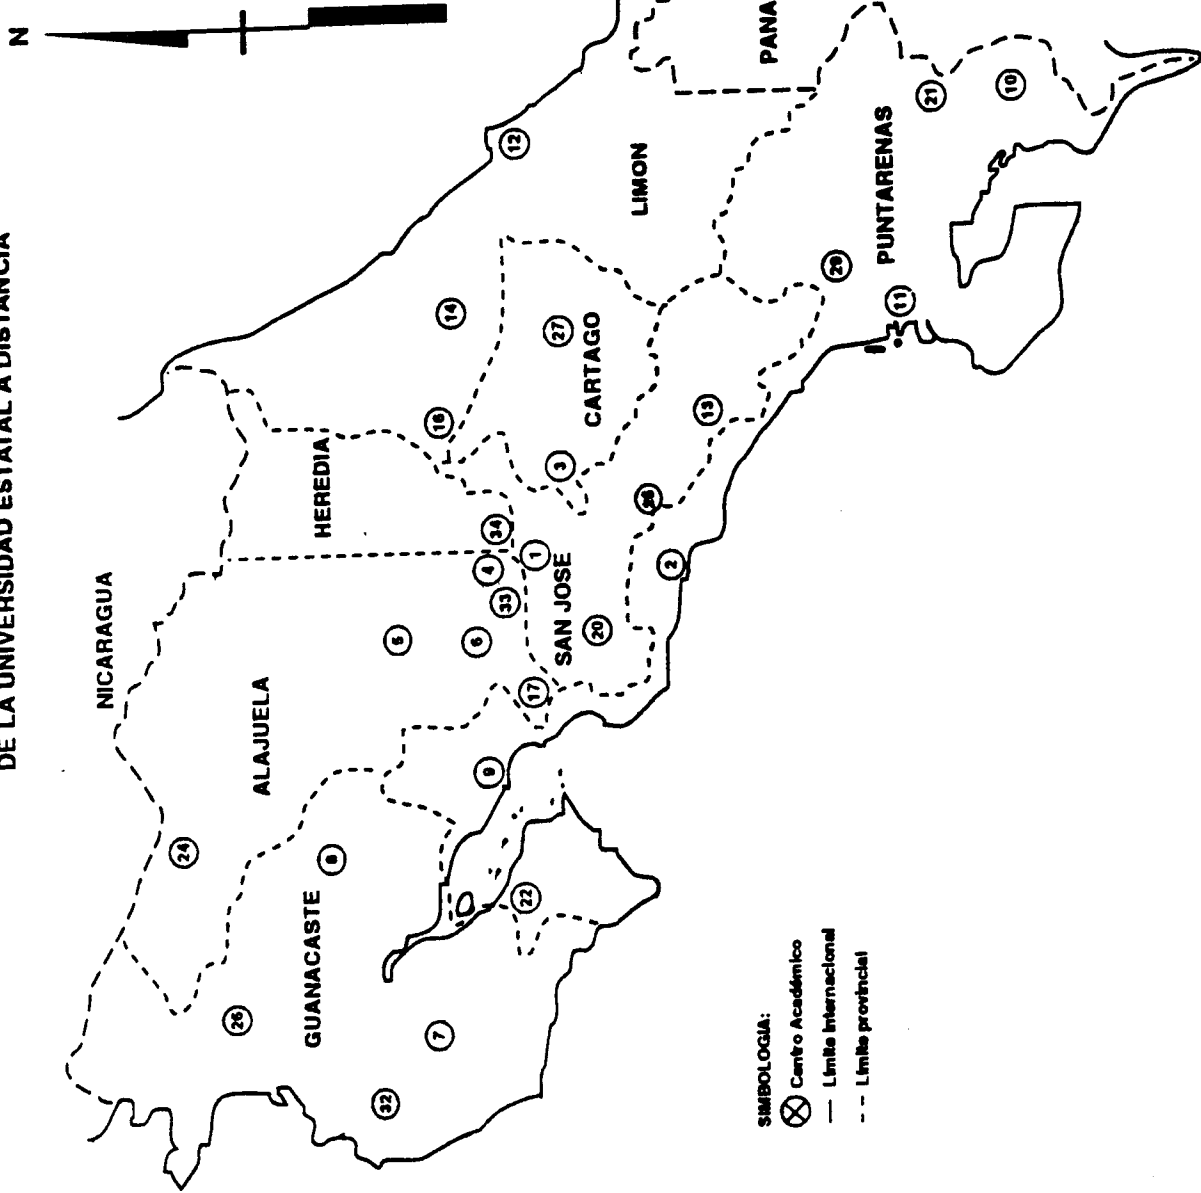 DE LA UNIVERSIDAD ESTATAL A DISTANCIA
N
NICARAGUA
24
26
ALAJUELA
GUANACASTE
HEREDIA
8
32
5
7
16
14
6
4
9
34
33
12
22
17
1
27
3
SAN JOSE
CARTAGO
20
LIMON
2
13
PANA
29
PUNTARENAS
11
21
10
SIMBOLOGIA:
Centro Académico
Límite Internacional
Límite provincial